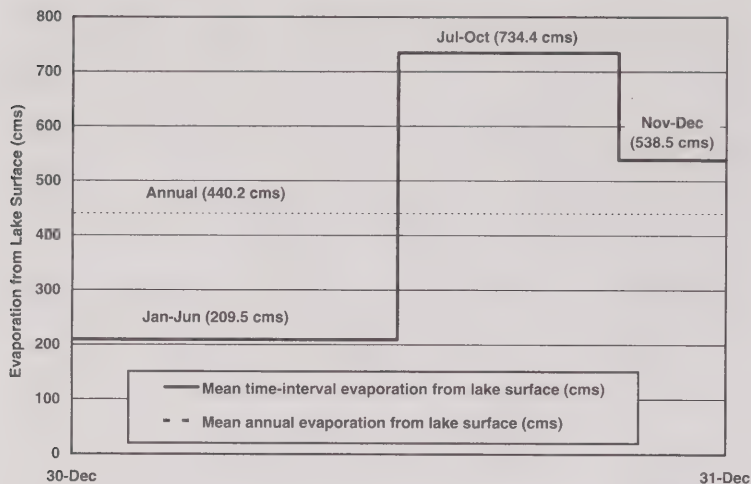 800
700
600
500
400
300
200
100
0
Evaporation from Lake Surface (cms)
Jul-Oct (734.4 cms)
Nov-Dec
(538.5 cms)
Annual (440.2 cms)
Jan-Jun (209.5 cms)
Mean time-interval evaporation from lake surface (cms)
Mean annual evaporation from lake surface (cms)
30-Dec
31-Dec